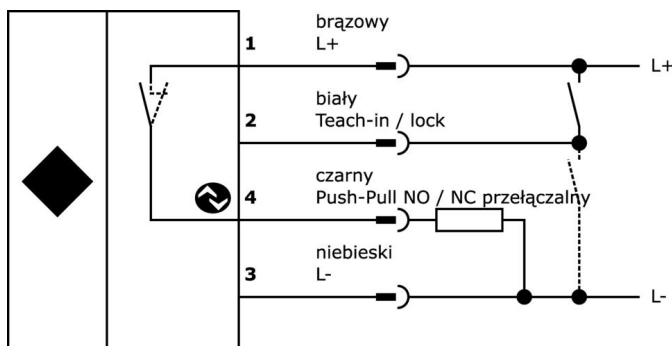 brązowy
1 L+ L+
biały
2 Teach-in / lock
czarny
4 Push-Pull NO / NC przełączalny
niebieski
3 L- L-